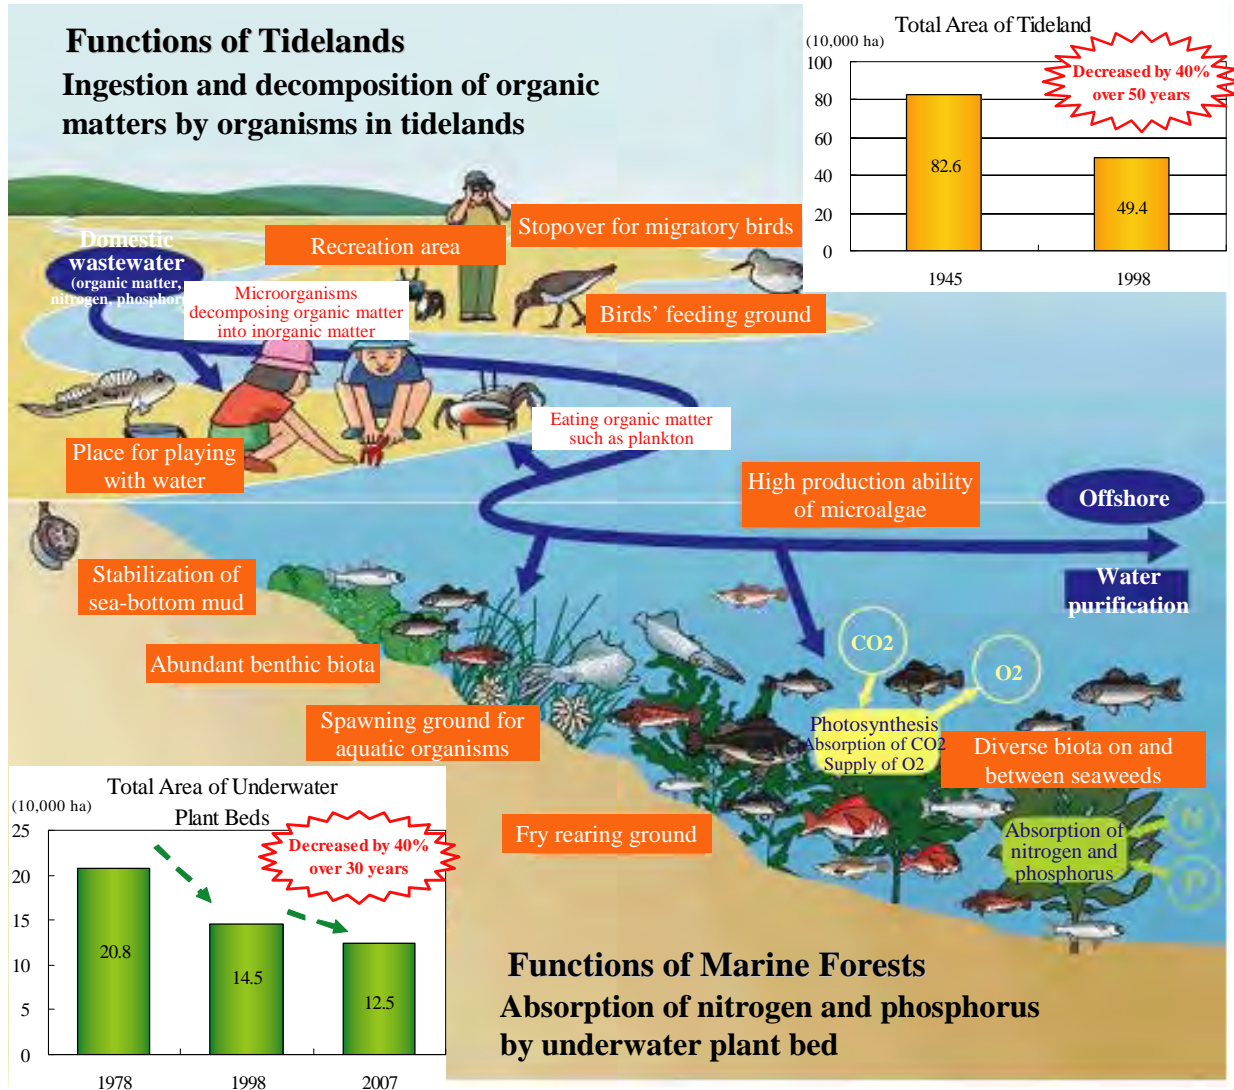 Functions of Tidelands
Ingestion and decomposition of organic
matters by organisms in tidelands
Total Area of Tideland
(10,000 ha)
Decreased by 40%
over 50 years
100
80
60
40
20
0
82.6
49.4
1945
1998
Domestic
wastewater
(organic matter,
nitrogen, phosphoru
Recreation area
Stopover for migratory birds
Microorganisms
decomposing organic matter
into inorganic matter
Birds' feeding ground
Eating organic matter
such as plankton
Place for playing
with water
High production ability
of microalgae
Offshore
Water
purification
Stabilization of
sea-bottom mud
Abundant benthic biota
Spawning ground for
aquatic organisms
CO2
O2
Photosynthesis
Absorption of CO2
Supply of O2
Diverse biota on and
between seaweeds
Fry rearing ground
Absorption of
nitrogen and
phosphorus
N
P
Total Area of Underwater
Plant Beds
(10,000 ha)
Decreased by 40%
over 30 years
25
20
15
10
5
0
20.8
14.5
12.5
1978
1998
2007
Functions of Marine Forests
Absorption of nitrogen and phosphorus
by underwater plant bed